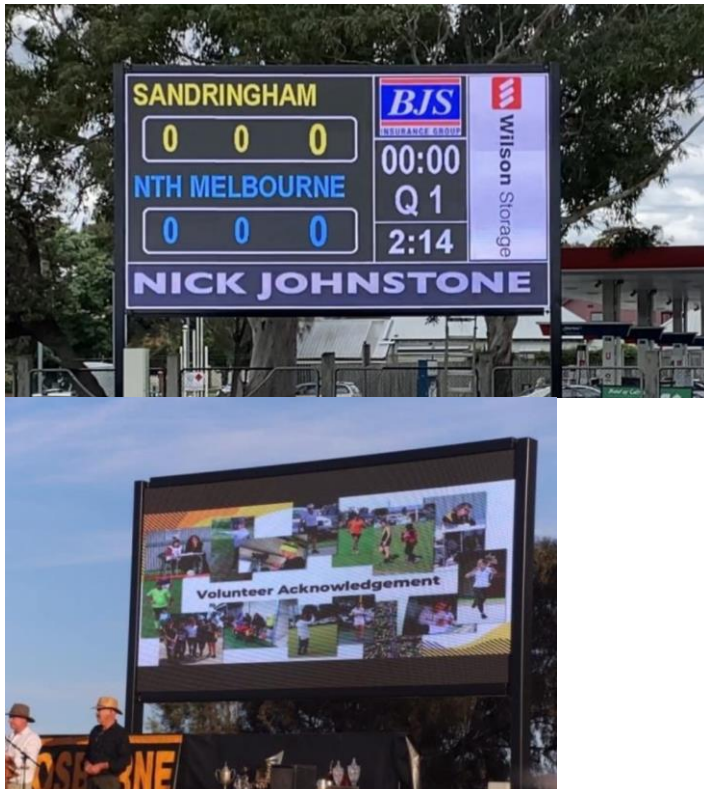 SANDRINGHAM
0 0 0
NTH MELBOURNE
0 0 0
BJS
INSURANCE GROUP
00:00
Q 1
2:14
Wilson Storage
NICK JOHNSTONE
Volunteer Acknowledgement
OSBORNE